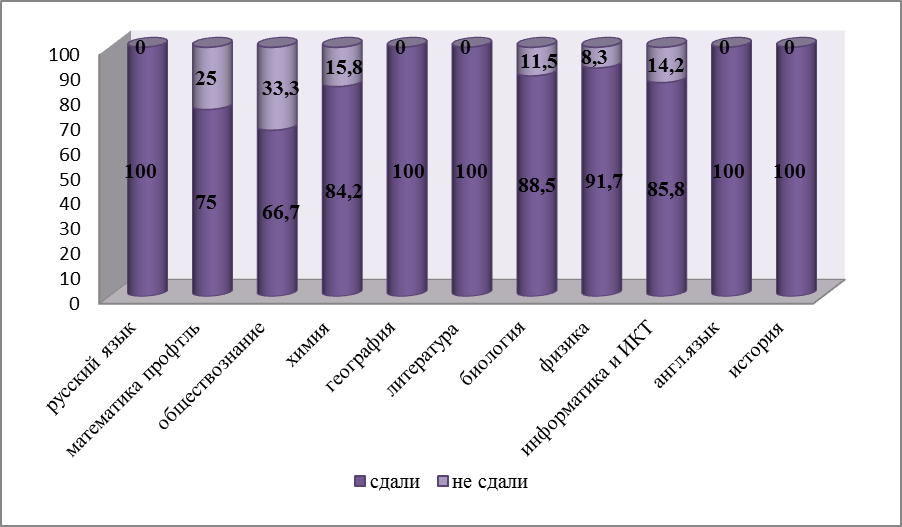 100
90
80
70
60
50
40
30
20
10
0
0 25 33,3 15,8 0 0 11,5 8,3 14,2 0 0
100 75 66,7 84,2 100 100 88,5 91,7 85,8 100 100
русский язык
математика профтль
обществознание
химия
география
литература
биология
физика
информатика и ИКТ
англ.язык
история
сдали не сдали